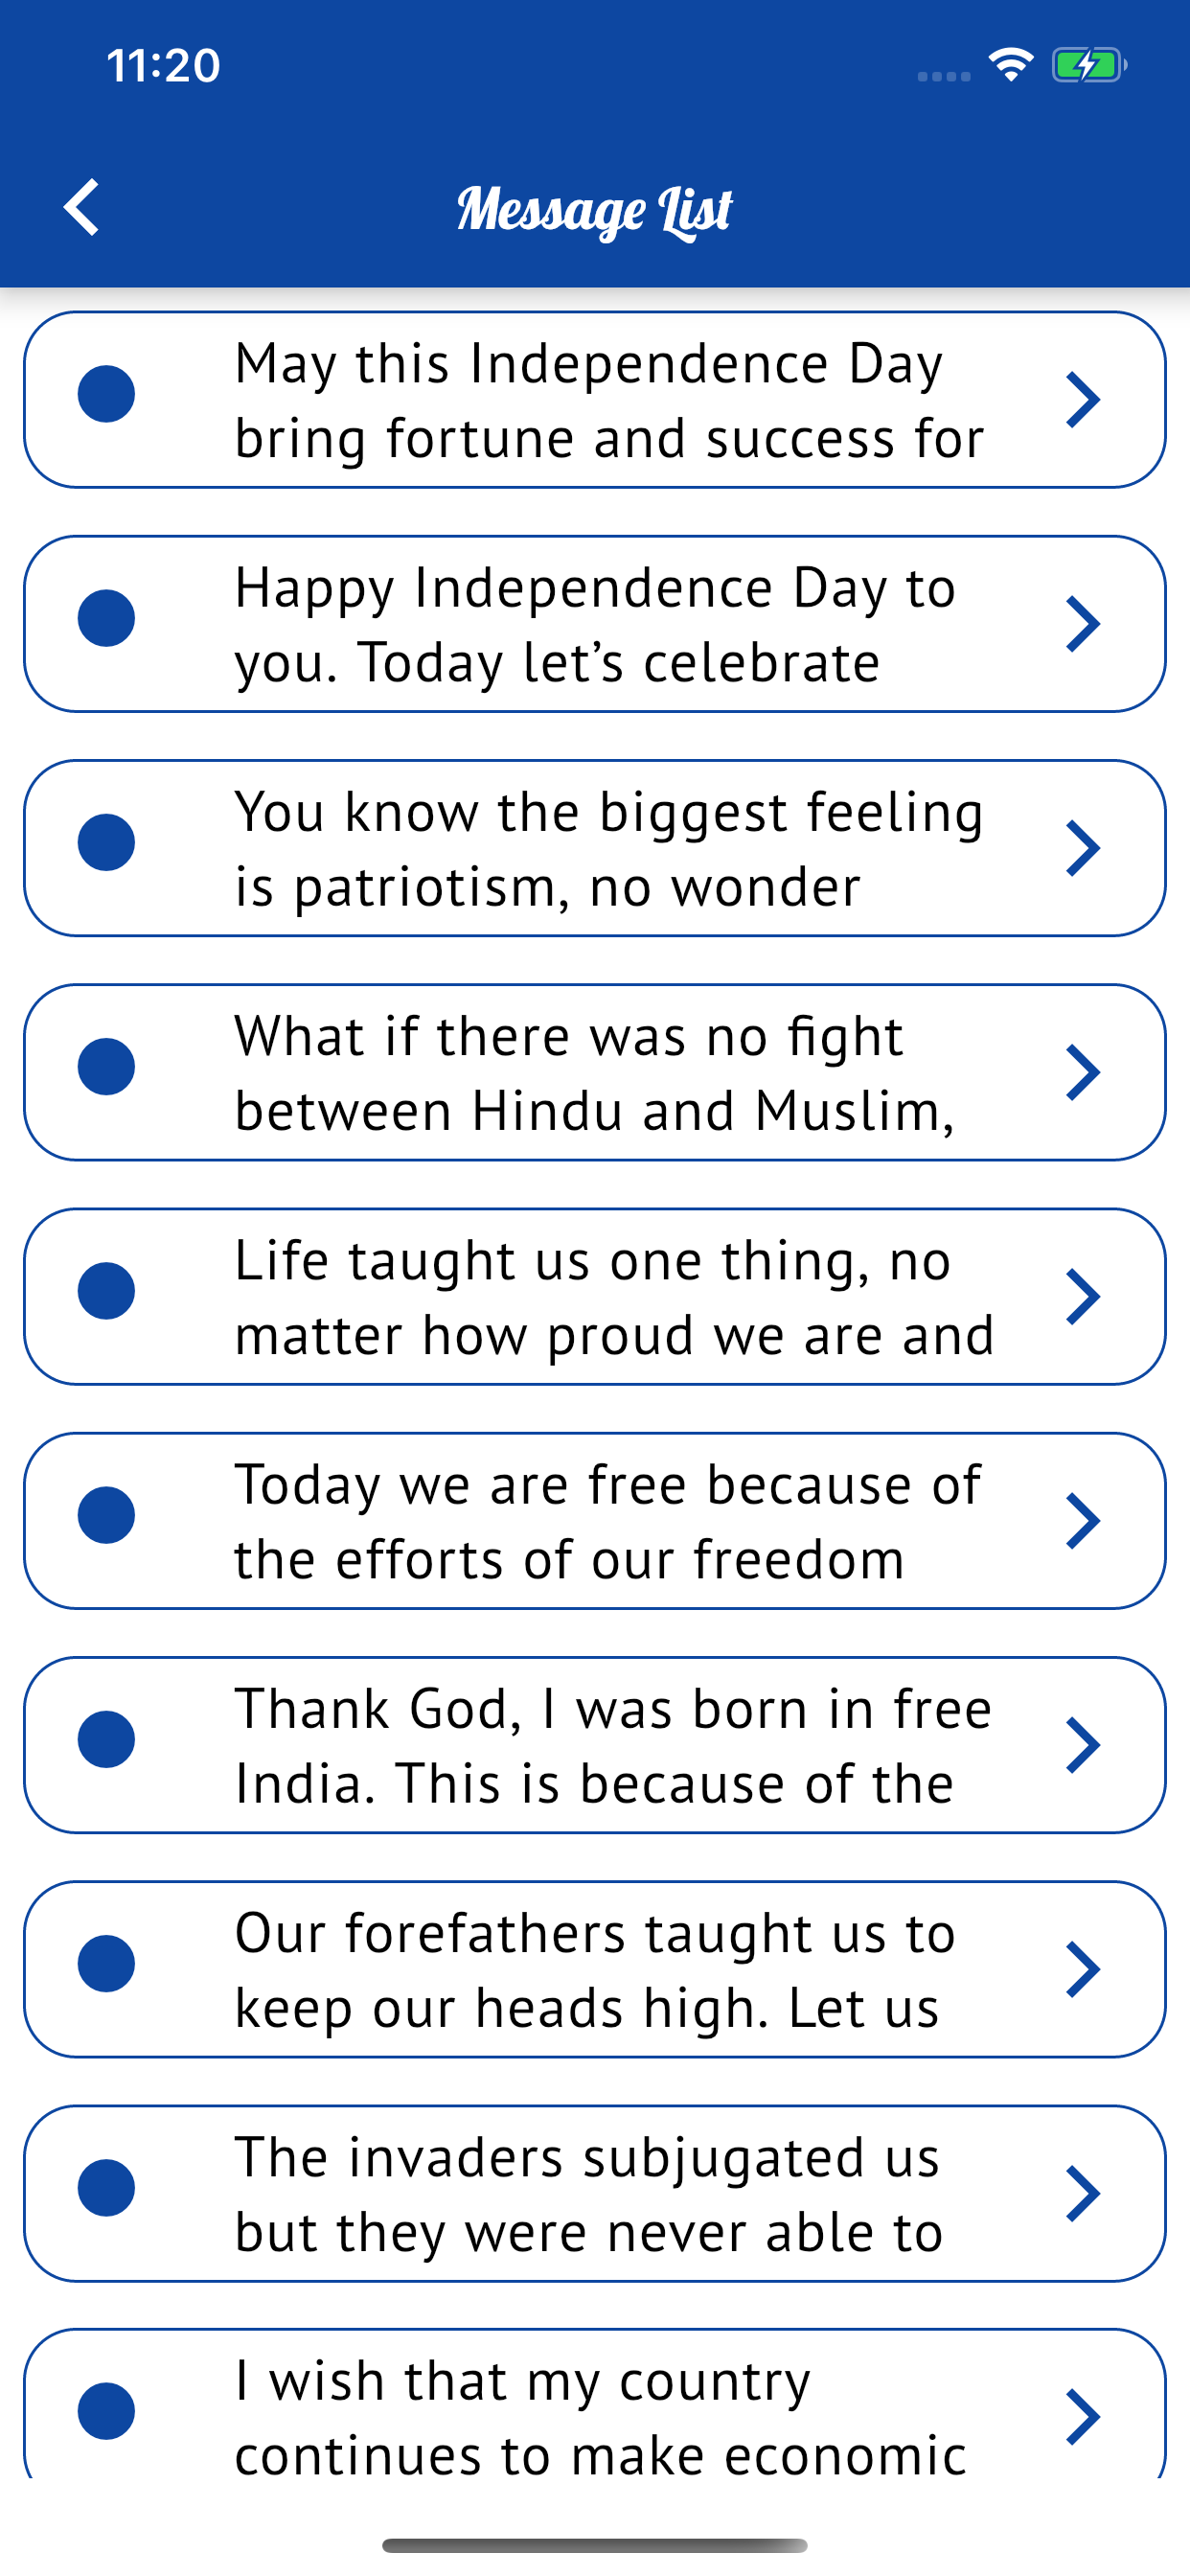 11:20
Message List
May this Independence Day
bring fortune and success for
Happy Independence Day to
you. Today let’s celebrate
You know the biggest feeling
is patriotism, no wonder
What if there was no fight
between Hindu and Muslim,
Life taught us one thing, no
matter how proud we are and
Today we are free because of
the efforts of our freedom
Thank God, I was born in free
India. This is because of the
Our forefathers taught us to
keep our heads high. Let us
The invaders subjugated us
but they were never able to
I wish that my country
continues to make economic